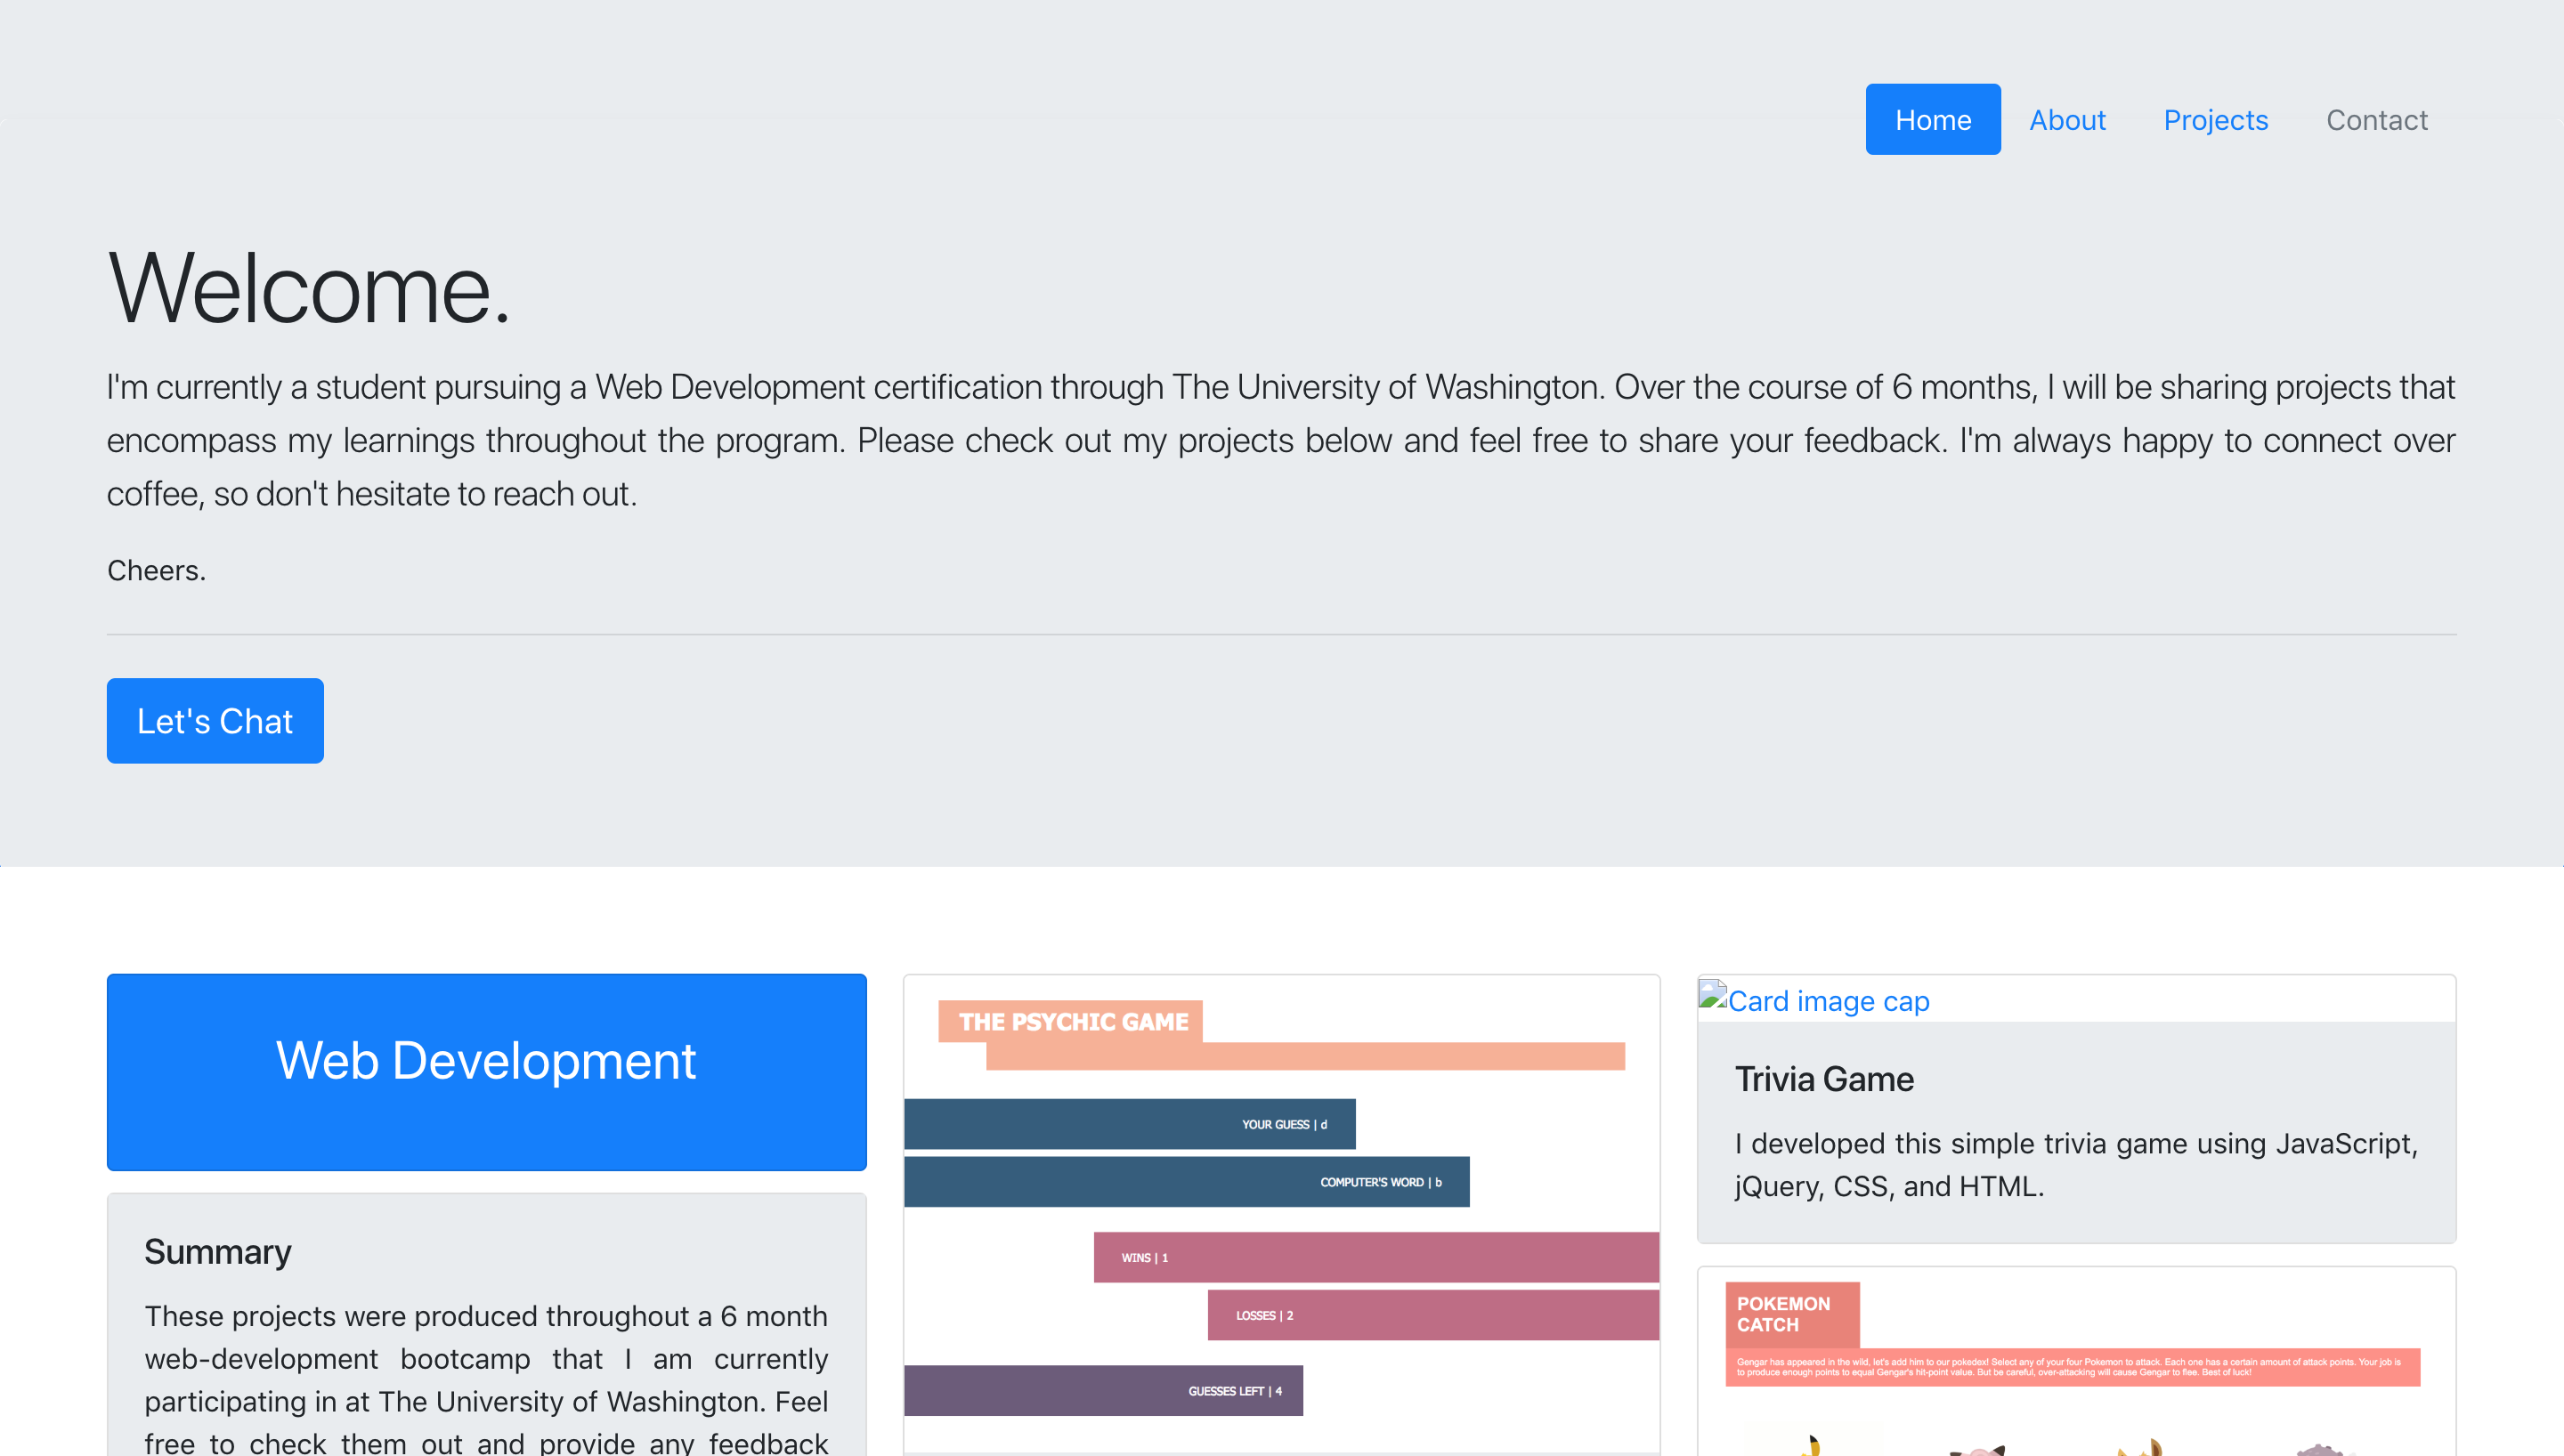 Home
About
Projects
Contact
Welcome.
I'm currently a student pursuing a Web Development certification through The University of Washington. Over the course of 6 months, I will be sharing projects that
encompass my learnings throughout the program. Please check out my projects below and feel free to share your feedback. I'm always happy to connect over
coffee, so don't hesitate to reach out.
Cheers.
Let's Chat
Web Development
Summary
These projects were produced throughout a 6 month
web-development bootcamp that I am currently
participating in at The University of Washington. Feel
free to check them out and provide any feedback
THE PSYCHIC GAME
YOUR GUESS | d
COMPUTER'S WORD | b
WINS | 1
LOSSES | 2
GUESSES LEFT | 4
Card image cap
Trivia Game
I developed this simple trivia game using JavaScript,
jQuery, CSS, and HTML.
POKEMON
CATCH
Gengar has appeared in the wild, let's add him to our pokedex! Select any of your four Pokemon to attack. Each one has a certain amount of attack points. Your job is
to produce enough points to equal Gengar's hit-point value. But be careful, over-attacking will cause Gengar to flee. Best of luck!